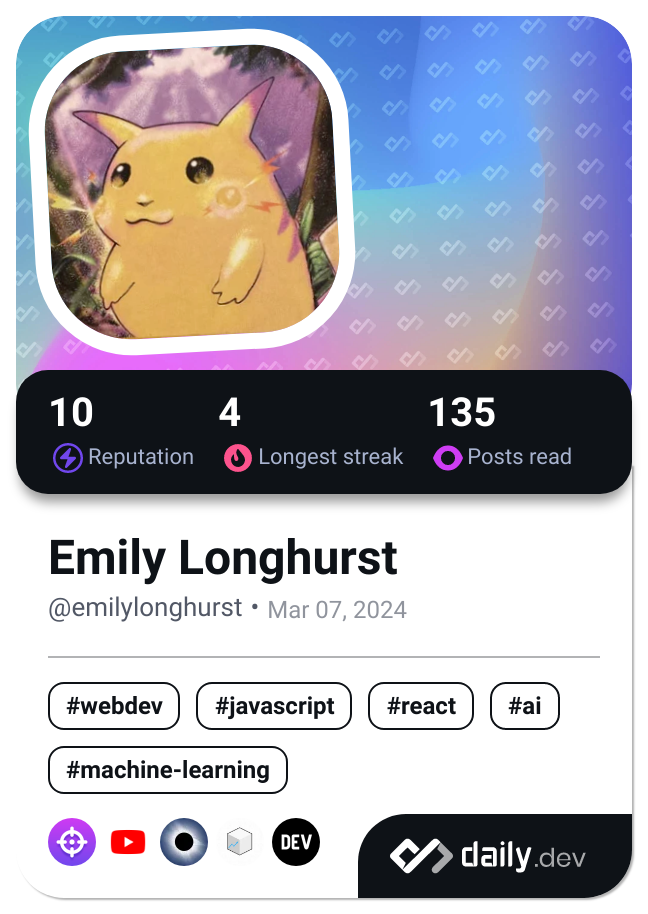 10 4 135
Reputation Longest streak Posts read
Emily Longhurst
@emilylonghurst • Mar 07, 2024
#webdev #javascript #react #ai
#machine-learning
DEV
daily.dev